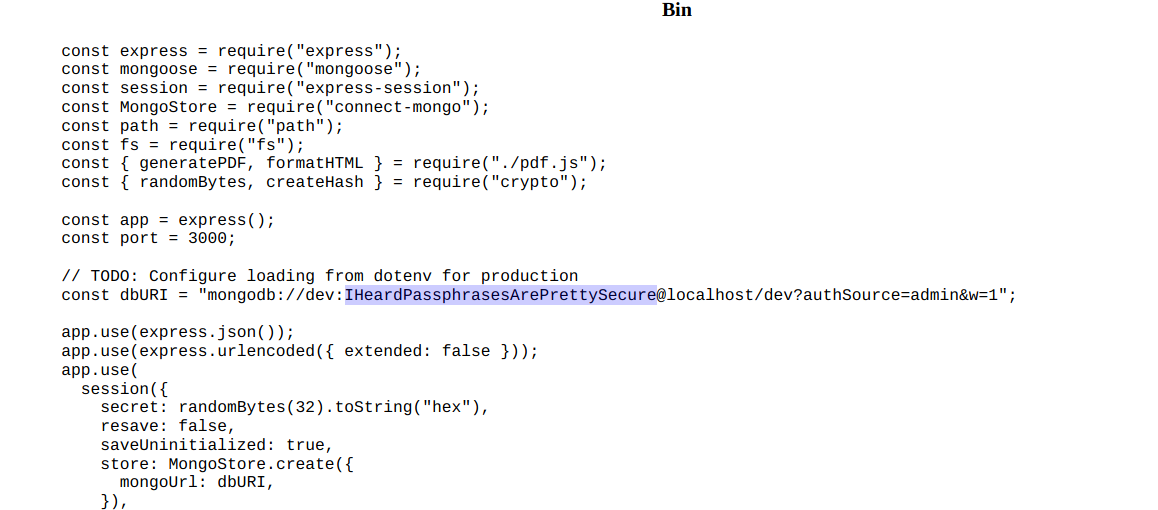 Bin
const express = require("express");
const mongoose = require("mongoose");
const session = require("express-session");
const MongoStore = require("connect-mongo");
const path = require("path");
const fs = require("fs");
const { generatePDF, formatHTML } = require("./pdf.js");
const { randomBytes, createHash } = require("crypto");

const app = express();
const port = 3000;

// TODO: Configure loading from dotenv for production
const dbURI = "mongodb://dev:IHeardPassphrasesArePrettySecure@localhost/dev?authSource=admin&w=1";

app.use(express.json());
app.use(express.urlencoded({ extended: false }));
app.use(
  session({
    secret: randomBytes(32).toString("hex"),
    resave: false,
    saveUninitialized: true,
    store: MongoStore.create({
      mongoUrl: dbURI,
    }),